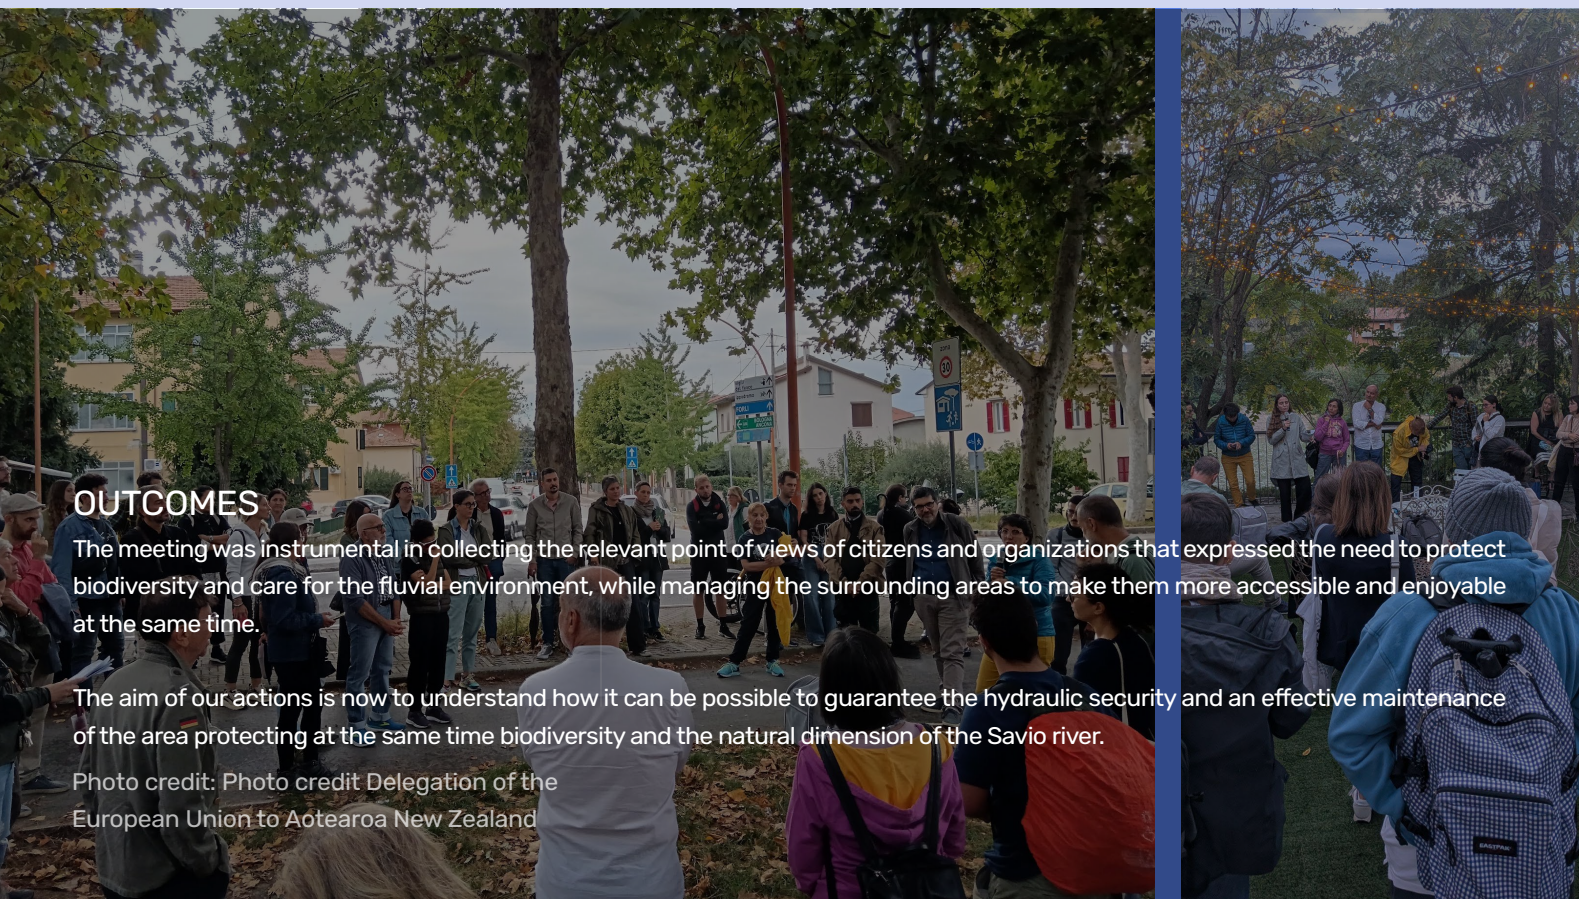 zona
30
FORLÌ
OUTCOMES
The meeting was instrumental in collecting the relevant point of views of citizens and organizations that expressed the need to protect
biodiversity and care for the fluvial environment, while managing the surrounding areas to make them more accessible and enjoyable
at the same time.
The aim of our actions is now to understand how it can be possible to guarantee the hydraulic security and an effective maintenance
of the area protecting at the same time biodiversity and the natural dimension of the Savio river.
Photo credit: Photo credit Delegation of the
European Union to Aotearoa New Zealand
EASTPAK